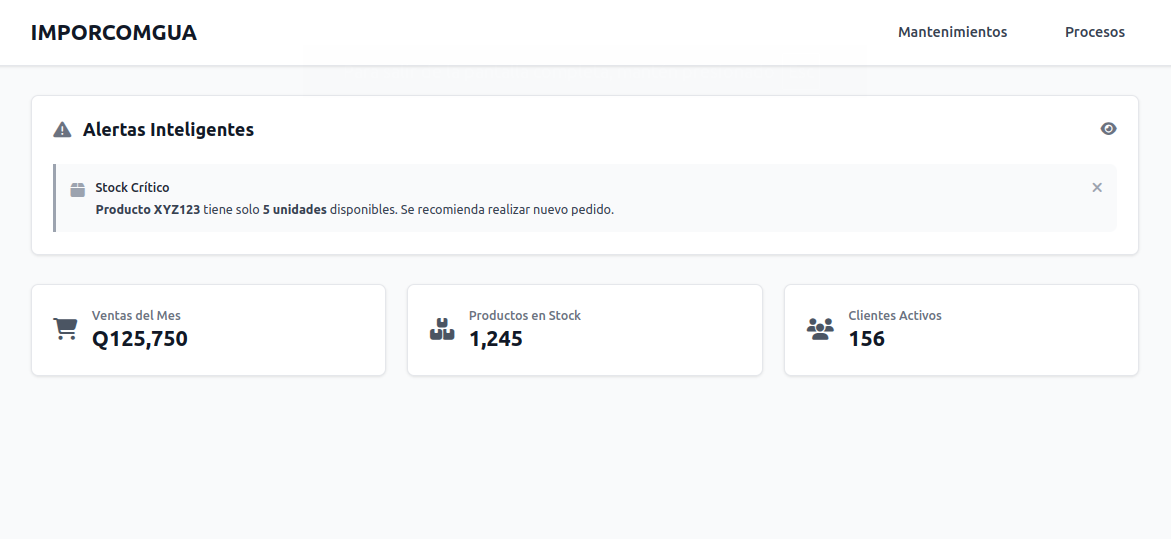 IMPORCOMGUA
Mantenimientos
Procesos
Alertas Inteligentes
Stock Crítico
Producto XYZ123 tiene solo 5 unidades disponibles. Se recomienda realizar nuevo pedido.
Ventas del Mes
Q125,750
Productos en Stock
1,245
Clientes Activos
156